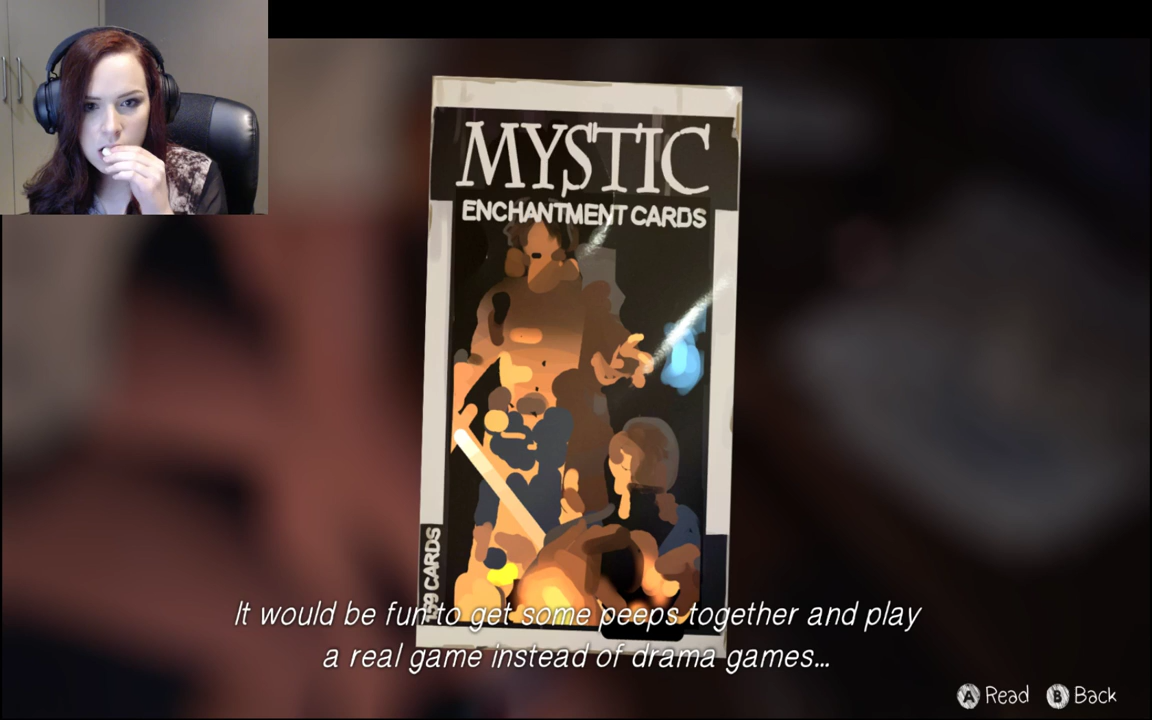 MYSTIC
ENCHANTMENT CARDS
CARDS
It would be fun to get some peeps together and play
a real game instead of drama games...
A Read B Back